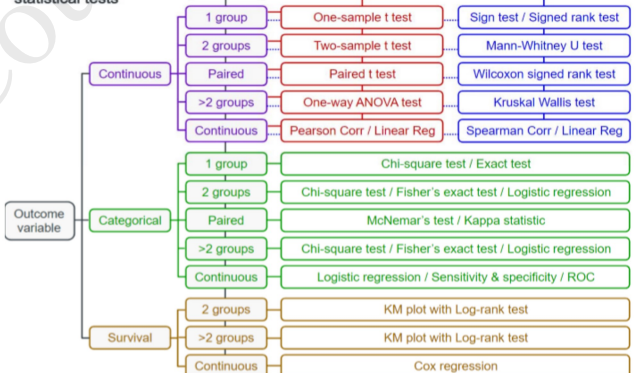 statistical tests
1 group One-sample t test Sign test / Signed rank test
2 groups Two-sample t test Mann-Whitney U test
Continuous Paired Paired t test Wilcoxon signed rank test
>2 groups One-way ANOVA test Kruskal Wallis test
Continuous Pearson Corr / Linear Reg Spearman Corr / Linear Reg
1 group Chi-square test / Exact test
2 groups Chi-square test / Fisher's exact test / Logistic regression
Outcome
variable
Categorical Paired McNemar's test / Kappa statistic
>2 groups Chi-square test / Fisher's exact test / Logistic regression
Continuous Logistic regression / Sensitivity & specificity / ROC
2 groups KM plot with Log-rank test
Survival >2 groups KM plot with Log-rank test
Continuous Cox regression